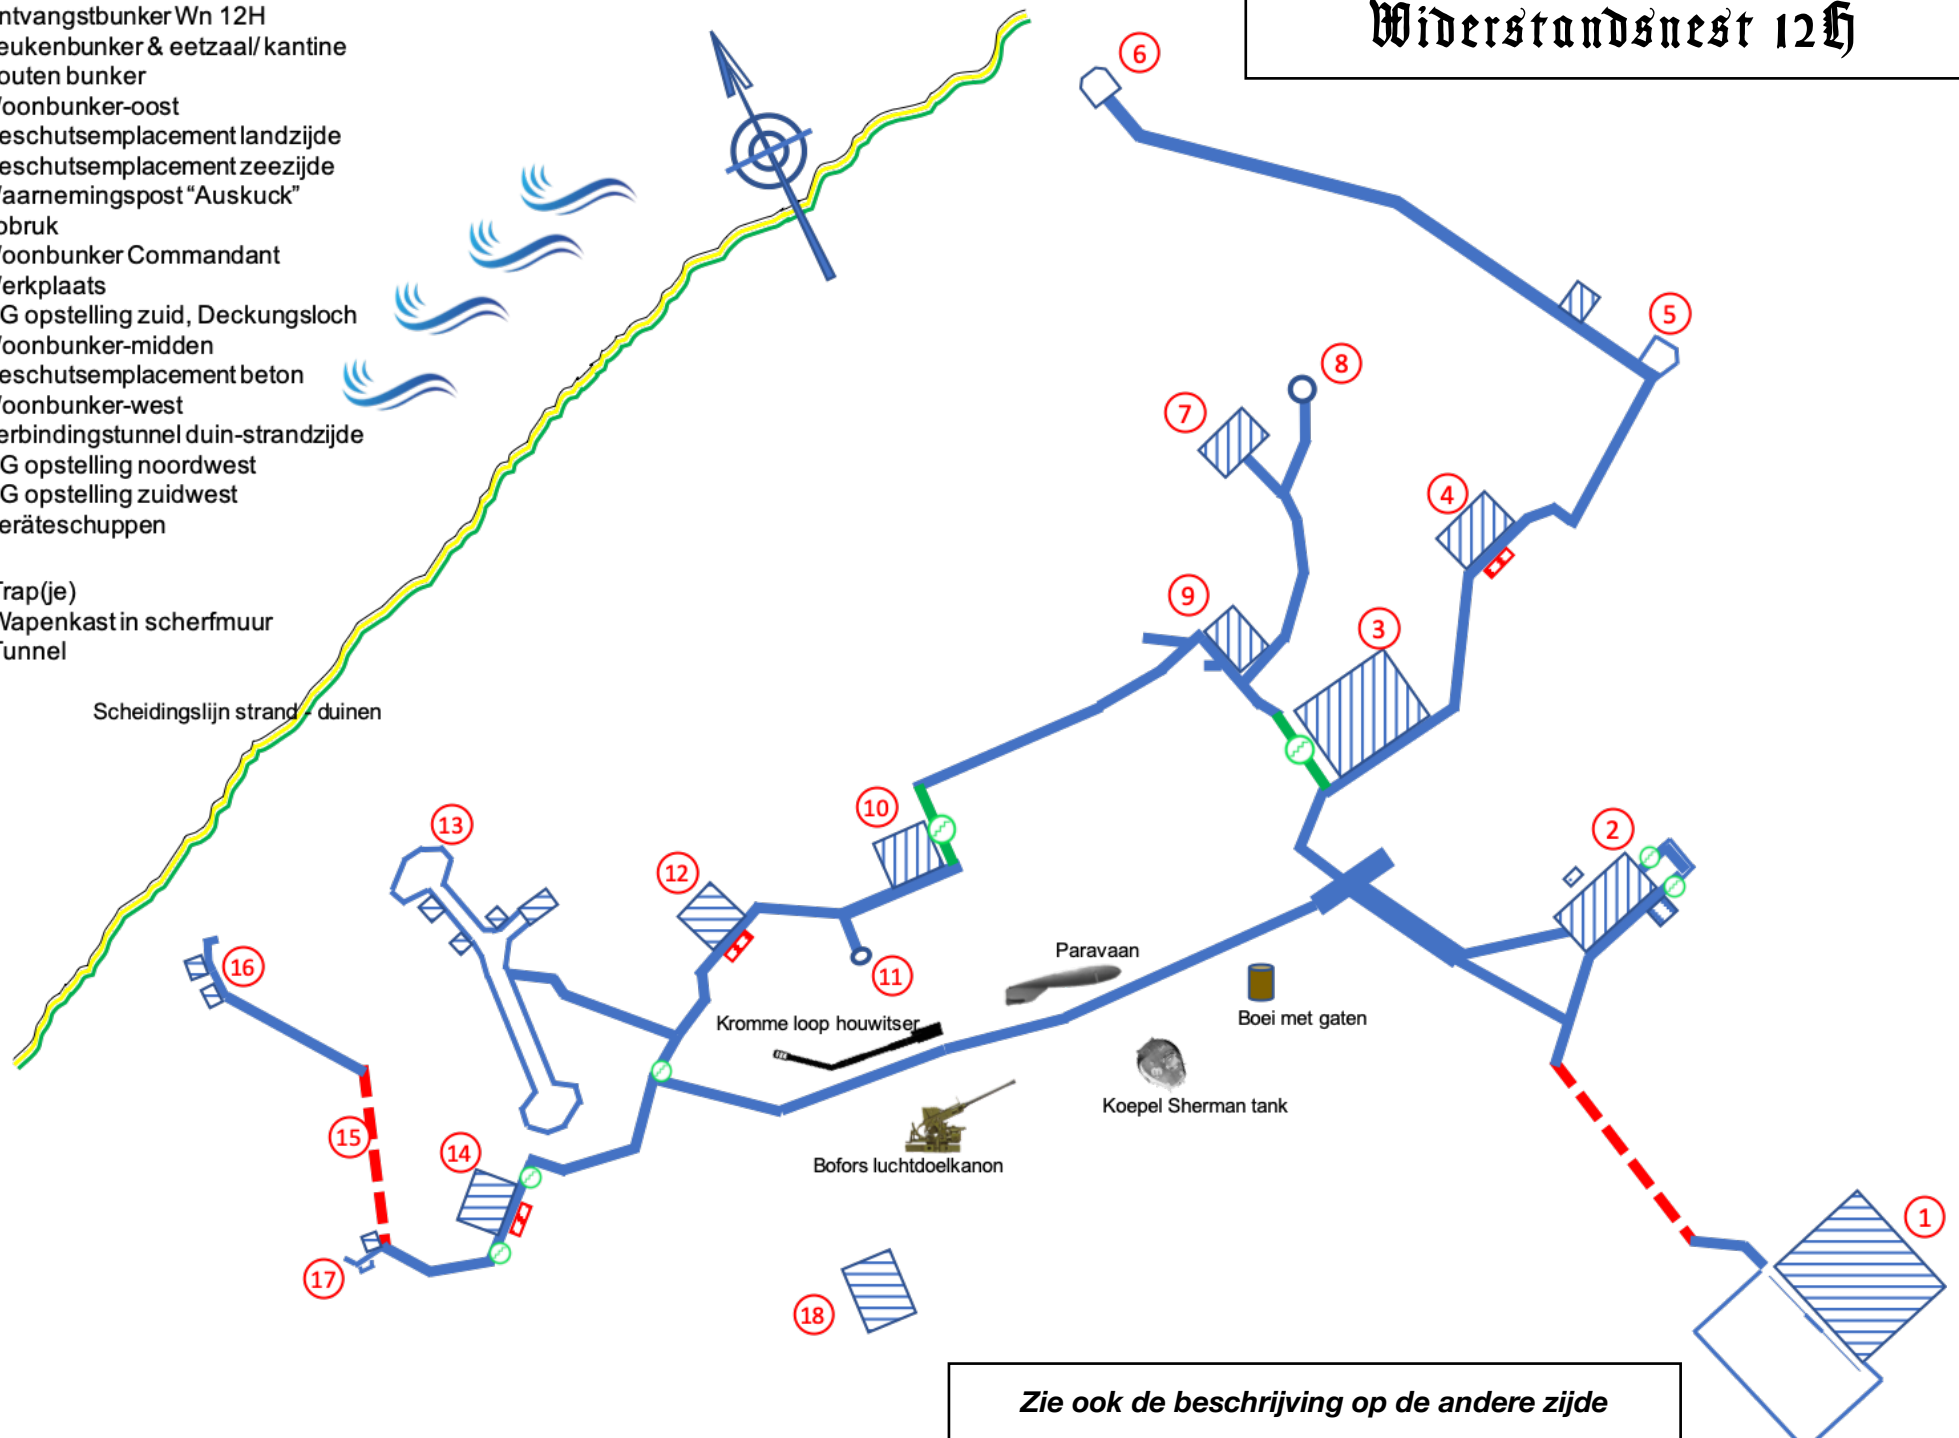 Widerstandsnest 12H
ntvangstbunker Wn 12H
eukenbunker & eetzaal/ kantine
outen bunker
oonbunker-oost
eschutsemplacement landzijde
eschutsemplacement zeezijde
aarnemingspost “Auskuck”
obruk
oonbunker Commandant
erkplaats
G opstelling zuid, Deckungsloch
oonbunker-midden
eschutsemplacement beton
oonbunker-west
erbindingstunnel duin-strandzijde
G opstelling noordwest
G opstelling zuidwest
eräteschuppen
Trap(je)
Wapenkast in scherfmuur
Tunnel
Scheidingslijn strand - duinen
6
5
8
7
4
9
3
10
2
13
12
16
11
Paravaan
Kromme loop houwitser
Boei met gaten
Koepel Sherman tank
Bofors luchtdoelkanon
15
14
17
18
1
Zie ook de beschrijving op de andere zijde